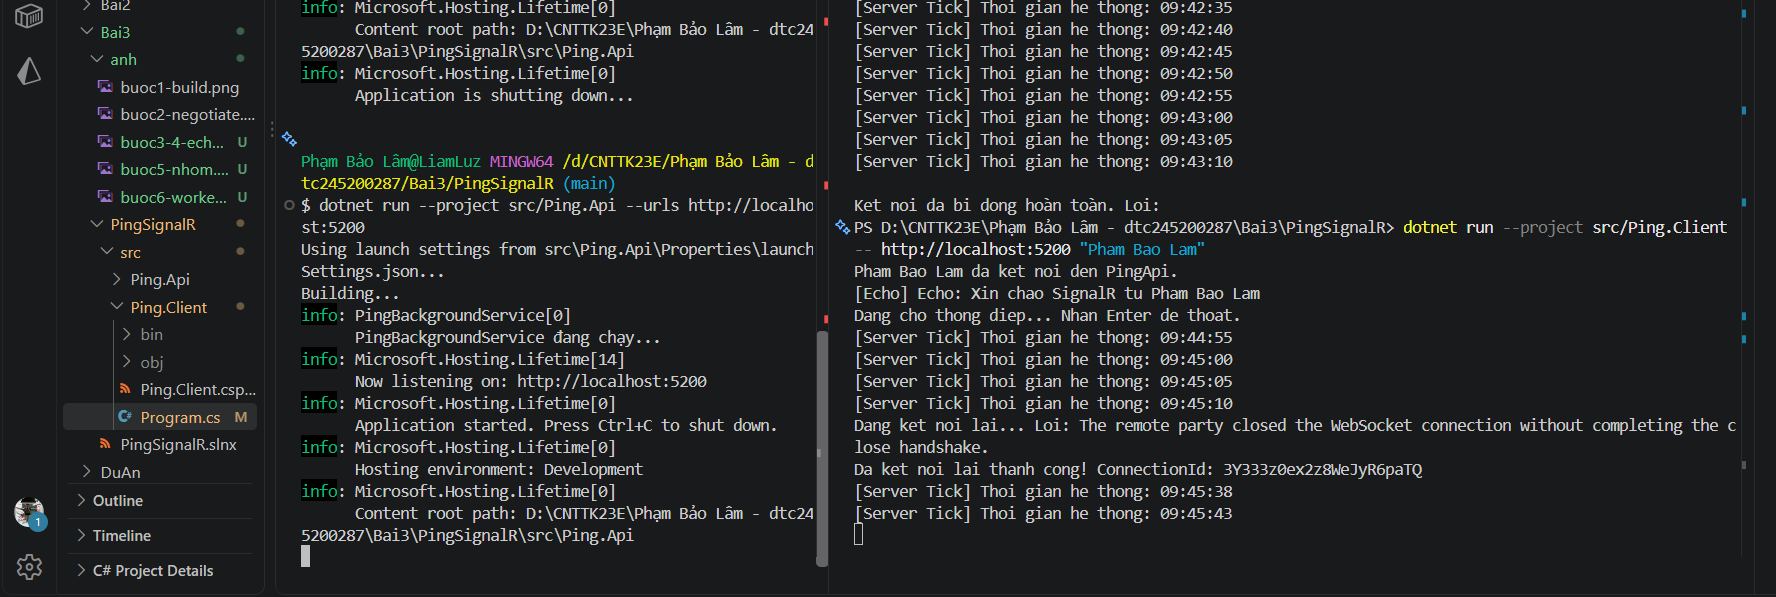 Bai2
Bai3
anh
buoc1-build.png
buoc2-negotiate....
buoc3-4-ech... U
buoc5-nhom.... U
buoc6-worke... U
PingSignalR
src
Ping.Api
Ping.Client
bin
obj
Ping.Client.csp...
C# Program.cs M
PingSignalR.slnx
DuAn
Outline
Timeline
C# Project Details
1
info: Microsoft.Hosting.Lifetime[0]
Content root path: D:\CNTTK23E\Phạm Bảo Lâm - dtc24
5200287\Bai3\PingSignalR\src\Ping.Api
info: Microsoft.Hosting.Lifetime[0]
Application is shutting down...
Phạm Bảo Lâm@LiamLuz MINGW64 /d/CNTTK23E/Phạm Bảo Lâm - d
tc245200287/Bai3/PingSignalR (main)
$ dotnet run --project src/Ping.Api --urls http://localho
st:5200
Using launch settings from src\Ping.Api\Properties\launch
Settings.json...
Building...
info: PingBackgroundService[0]
PingBackgroundService đang chạy...
info: Microsoft.Hosting.Lifetime[14]
Now listening on: http://localhost:5200
info: Microsoft.Hosting.Lifetime[0]
Application started. Press Ctrl+C to shut down.
info: Microsoft.Hosting.Lifetime[0]
Hosting environment: Development
info: Microsoft.Hosting.Lifetime[0]
Content root path: D:\CNTTK23E\Phạm Bảo Lâm - dtc24
5200287\Bai3\PingSignalR\src\Ping.Api
[Server Tick] Thoi gian he thong: 09:42:35
[Server Tick] Thoi gian he thong: 09:42:40
[Server Tick] Thoi gian he thong: 09:42:45
[Server Tick] Thoi gian he thong: 09:42:50
[Server Tick] Thoi gian he thong: 09:42:55
[Server Tick] Thoi gian he thong: 09:43:00
[Server Tick] Thoi gian he thong: 09:43:05
[Server Tick] Thoi gian he thong: 09:43:10
Ket noi da bi dong hoàn toàn. Loi:
PS D:\CNTTK23E\Phạm Bảo Lâm - dtc245200287\Bai3\PingSignalR> dotnet run --project src/Ping.Client
-- http://localhost:5200 "Pham Bao Lam"
Pham Bao Lam da ket noi den PingApi.
[Echo] Echo: Xin chao SignalR tu Pham Bao Lam
Dang cho thong diep... Nhan Enter de thoat.
[Server Tick] Thoi gian he thong: 09:44:55
[Server Tick] Thoi gian he thong: 09:45:00
[Server Tick] Thoi gian he thong: 09:45:05
[Server Tick] Thoi gian he thong: 09:45:10
Dang ket noi lai... Loi: The remote party closed the WebSocket connection without completing the c
lose handshake.
Da ket noi lai thanh cong! ConnectionId: 3Y333z0ex2z8WeJyR6paTQ
[Server Tick] Thoi gian he thong: 09:45:38
[Server Tick] Thoi gian he thong: 09:45:43